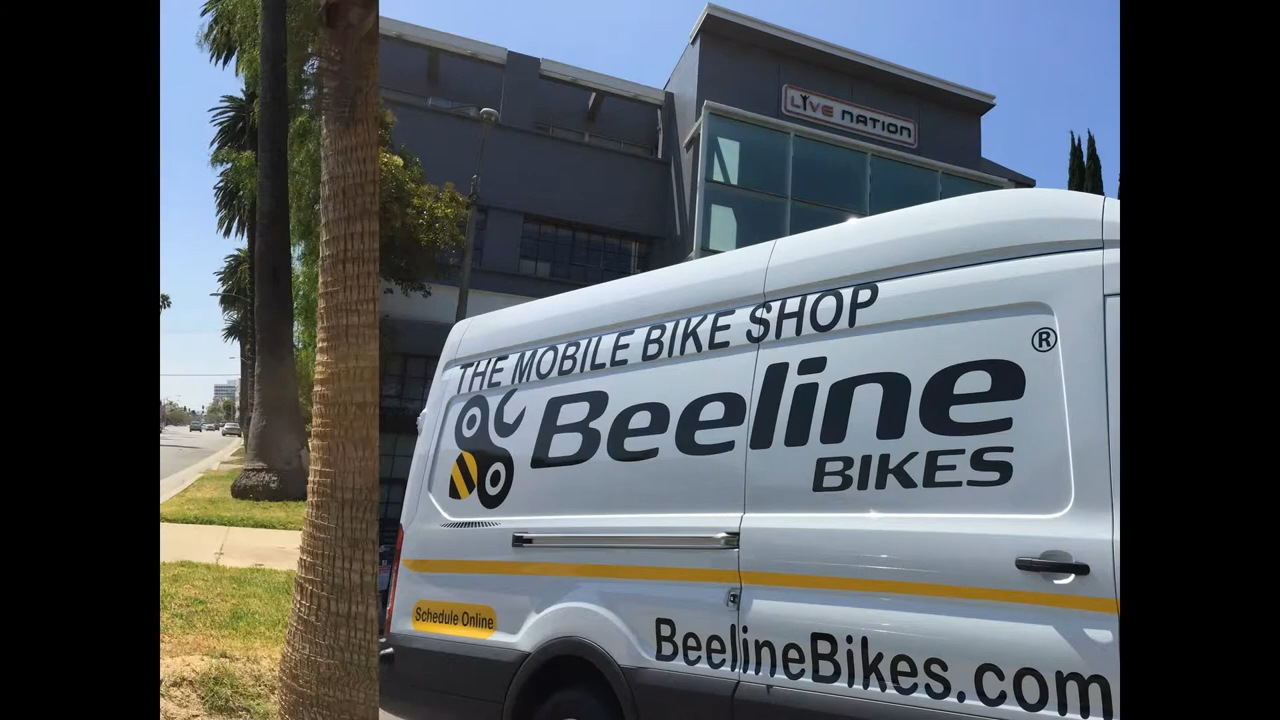 LIVE NATION
THE MOBILE BIKE SHOP
Beeline®
BIKES
Schedule Online
BeelineBikes.com